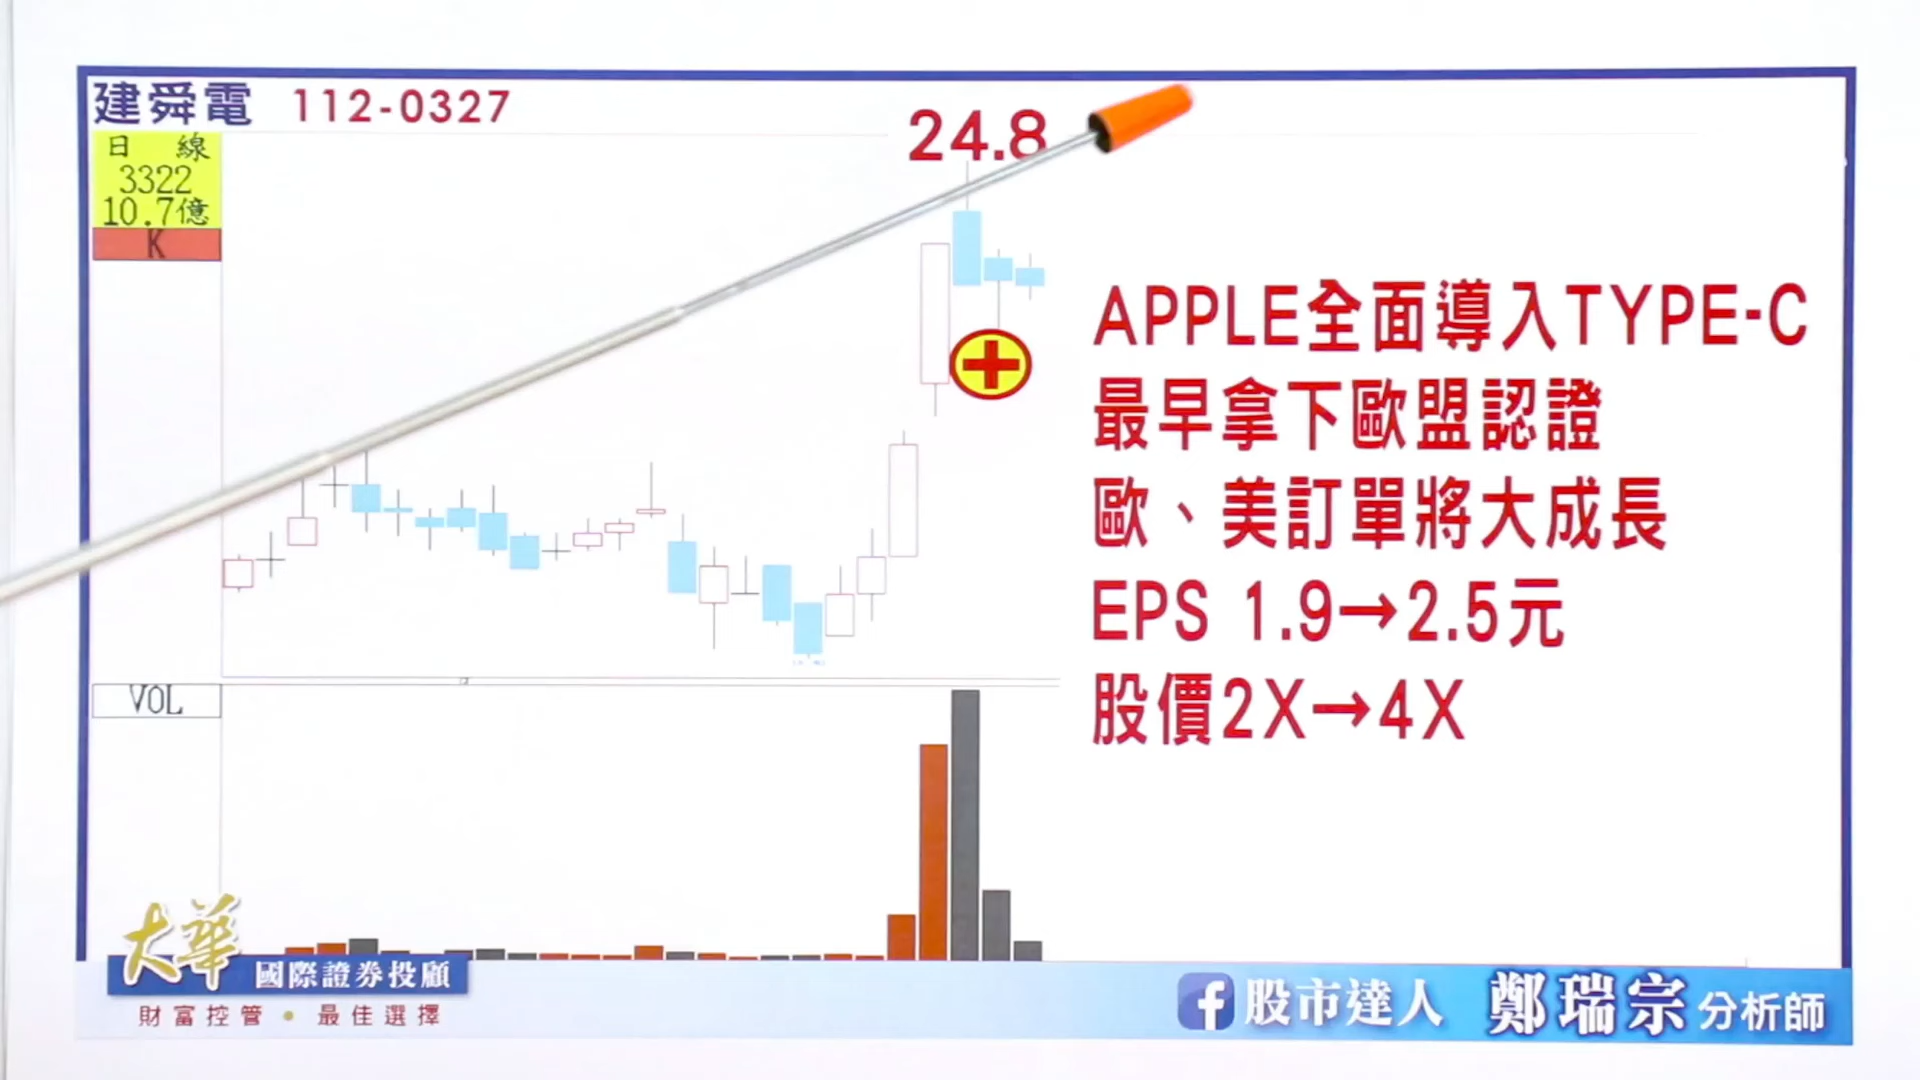 建舜電 112-0327
日 線
3322
10.7億
K
24.8
APPLE全面導入TYPE-C
最早拿下歐盟認證
歐、美訂單將大成長
EPS 1.9→2.5元
股價2X→4X
VOL
大華
國際證券投顧
財富控管•最佳選擇
f 股市達人 鄭瑞宗分析師